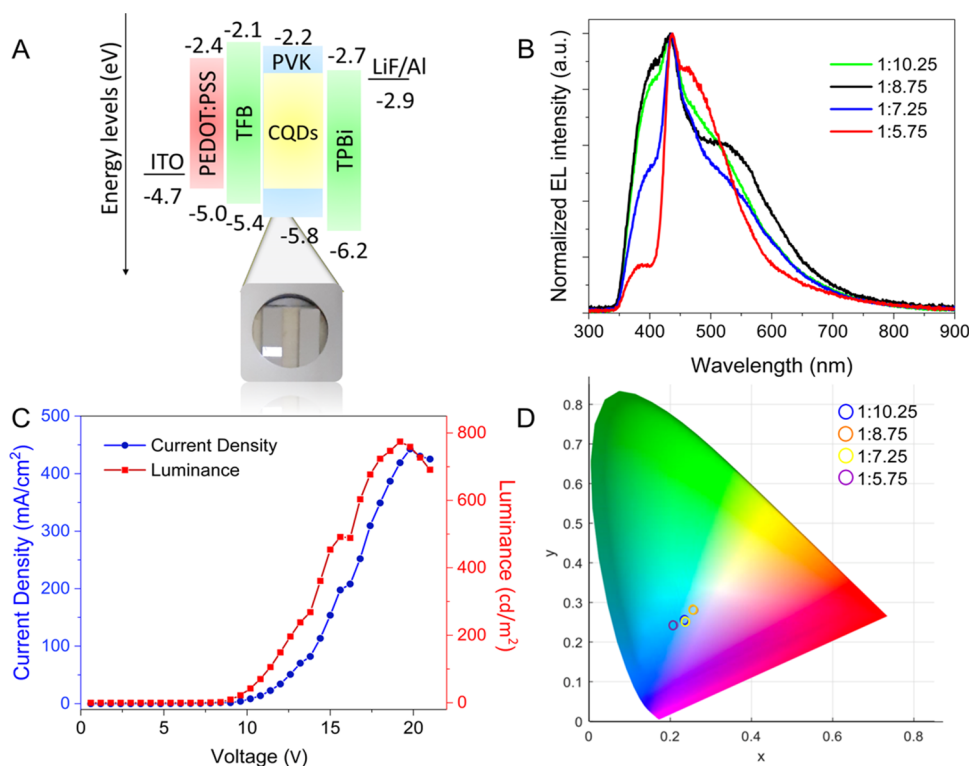 A
Energy levels (eV)
ITO
-4.7
-2.4
PEDOT:PSS
-5.0
-2.1
TFB
-5.4
-2.2
PVK
CQDs
-5.8
-2.7
TPBi
-6.2
LiF/Al
-2.9
B
Normalized EL intensity (a.u.)
1:10.25
1:8.75
1:7.25
1:5.75
300 400 500 600 700 800 900
Wavelength (nm)
C
Current Density (mA/cm²)
500
400
300
200
100
0
Current Density
Luminance
800
600
400
200
0
Luminance (cd/m²)
0 5 10 15 20
Voltage (V)
D
y
0.8
0.7
0.6
0.5
0.4
0.3
0.2
0.1
0
1:10.25
1:8.75
1:7.25
1:5.75
0 0.2 0.4 0.6 0.8
x